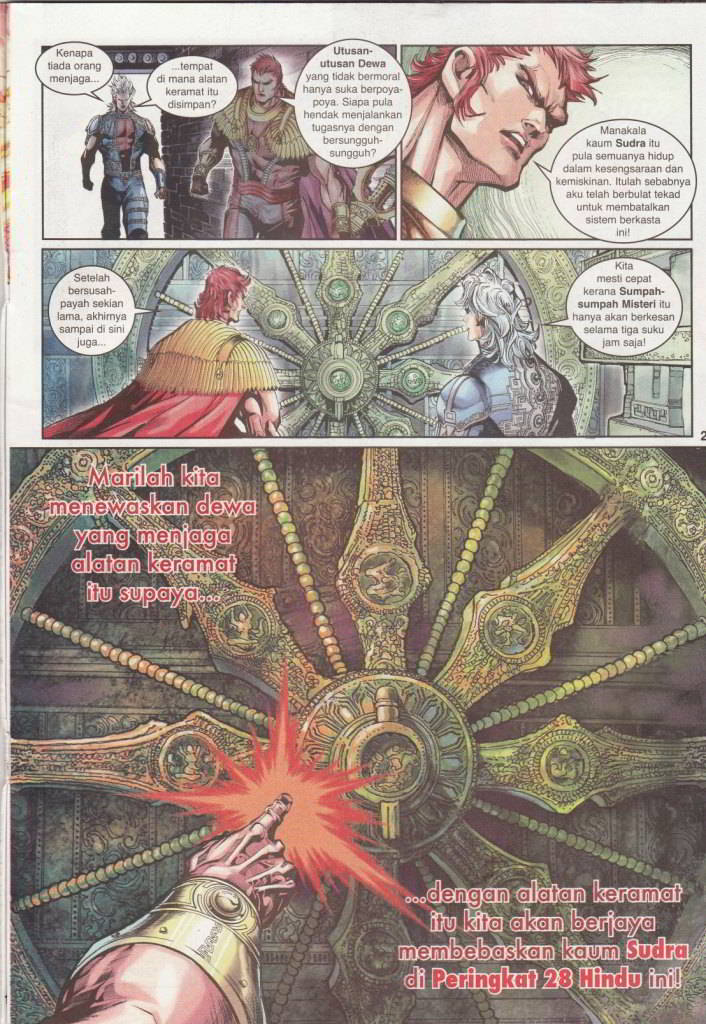 Kenapa
tiada orang
menjaga...
...tempat
di mana alatan
keramat itu
disimpan?
Utusan-
utusan Dewa
yang tidak bermoral
hanya suka berpoya-
poya. Siapa pula
hendak menjalankan
tugasnya dengan
bersungguh-
sungguh?
Manakala
kaum Sudra itu
pula semuanya hidup
dalam kesengsaraan dan
kemiskinan. Itulah sebabnya
aku telah berbulat tekad
untuk membatalkan
sistem berkasta
ini!
Setelah
bersusah-
payah sekian
lama, akhirnya
sampai di sini
juga...
Kita
mesti cepat
kerana Sumpah-
sumpah Misteri itu
hanya akan berkesan
selama tiga suku
jam saja!
2
Marilah kita
menewaskan dewa
yang menjaga
alatan keramat
itu supaya...
...dengan alatan keramat
itu kita akan berjaya
membebaskan kaum Sudra
di Peringkat 28 Hindu ini!